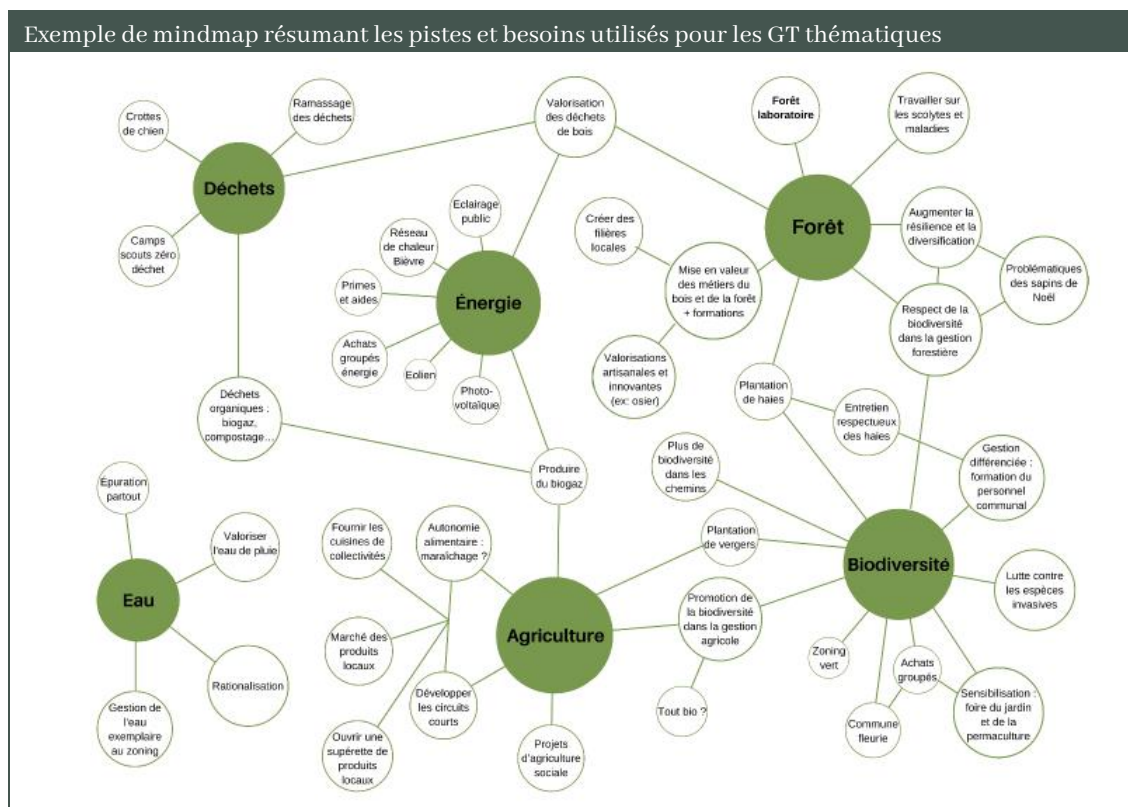 Exemple de mindmap résumant les pistes et besoins utilisés pour les GT thématiques
Crottes
de chien
Ramassage
des déchets
Déchets
Camps
scouts zéro
déchet
Valorisation
des déchets
de bois
Forêt
laboratoire
Travailler sur
les scolytes et
maladies
Forêt
Augmenter la
résilience et la
diversification
Problématiques
des sapins de
Noël
Respect de la
biodiversité
dans la gestion
forestière
Créer des
filières
locales
Mise en valeur
des métiers du
bois et de la forêt
+ formations
Valorisations
artisanales et
innovantes
(ex: osier)
Eclairage
public
Réseau
de chaleur
Bièvre
Primes
et aides
Énergie
Achats
groupés
énergie
Eolien
Photo-
voltaïque
Déchets
organiques :
biogaz,
compostage...
Plantation
de haies
Entretien
respectueux
des haies
Plus de
biodiversité
dans les
chemins
Gestion
différenciée :
formation du
personnel
communal
Produire
du biogaz
Épuration
partout
Valoriser
l'eau de pluie
Eau
Rationalisation
Gestion de
l'eau
exemplaire
au zoning
Fournir les
cuisines de
collectivités
Autonomie
alimentaire :
maraîchage ?
Marché des
produits
locaux
Développer
les circuits
courts
Ouvrir une
supérette de
produits
locaux
Agriculture
Projets
d'agriculture
sociale
Plantation
de vergers
Promotion de
la biodiversité
dans la gestion
agricole
Tout bio ?
Biodiversité
Lutte contre
les espèces
invasives
Zoning
vert
Achats
groupés
Commune
fleurie
Sensibilisation :
foire du jardin
et de la
permaculture